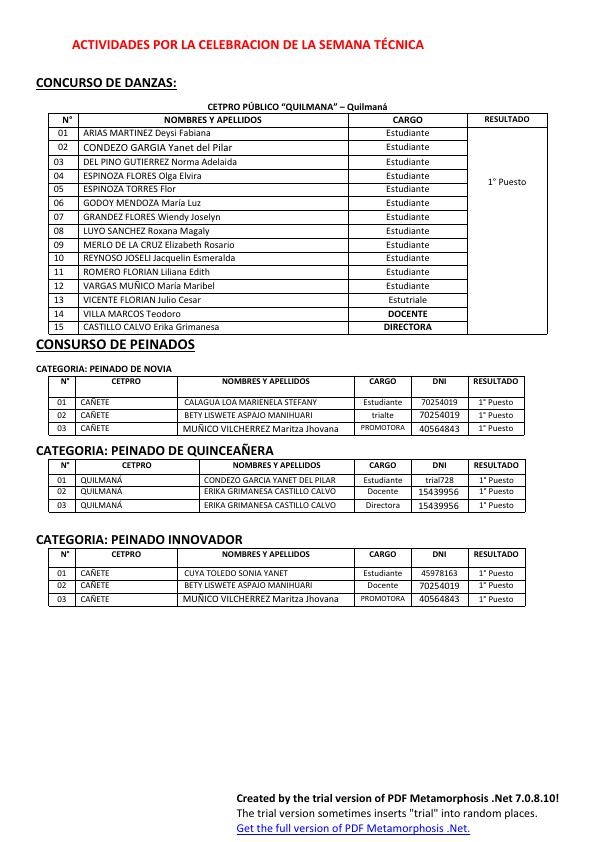 ACTIVIDADES POR LA CELEBRACION DE LA SEMANA TÉCNICA
CONCURSO DE DANZAS:
CETPRO PÚBLICO “QUILMANA” – Quilmaná
N° NOMBRES Y APELLIDOS CARGO RESULTADO
01 ARIAS MARTINEZ Deysi Fabiana Estudiante
02 CONDEZO GARGIA Yanet del Pilar Estudiante
03 DEL PINO GUTIERREZ Norma Adelaida Estudiante
04 ESPINOZA FLORES Olga Elvira Estudiante
1° Puesto
05 ESPINOZA TORRES Flor Estudiante
06 GODOY MENDOZA María Luz Estudiante
07 GRANDEZ FLORES Wiendy Joselyn Estudiante
08 LUYO SANCHEZ Roxana Magaly Estudiante
09 MERLO DE LA CRUZ Elizabeth Rosario Estudiante
10 REYNOSO JOSELI Jacquelin Esmeralda Estudiante
11 ROMERO FLORIAN Liliana Edith Estudiante
12 VARGAS MUÑICO María Maribel Estudiante
13 VICENTE FLORIAN Julio Cesar Estutriale
14 VILLA MARCOS Teodoro DOCENTE
15 CASTILLO CALVO Erika Grimanesa DIRECTORA
CONSURSO DE PEINADOS
CATEGORIA: PEINADO DE NOVIA
N° CETPRO NOMBRES Y APELLIDOS CARGO DNI RESULTADO
01 CAÑETE CALAGUA LOA MARIENELA STEFANY Estudiante 70254019 1° Puesto
02 CAÑETE BETY LISWETE ASPAJO MANIHUARI trialte 70254019 1° Puesto
03 CAÑETE MUÑICO VILCHERREZ Maritza Jhovana PROMOTORA 40564843 1° Puesto
CATEGORIA: PEINADO DE QUINCEAÑERA
N° CETPRO NOMBRES Y APELLIDOS CARGO DNI RESULTADO
01 QUILMANÁ CONDEZO GARCIA YANET DEL PILAR Estudiante trial728 1° Puesto
02 QUILMANÁ ERIKA GRIMANESA CASTILLO CALVO Docente 15439956 1° Puesto
03 QUILMANÁ ERIKA GRIMANESA CASTILLO CALVO Directora 15439956 1° Puesto
CATEGORIA: PEINADO INNOVADOR
N° CETPRO NOMBRES Y APELLIDOS CARGO DNI RESULTADO
01 CAÑETE CUYA TOLEDO SONIA YANET Estudiante 45978163 1° Puesto
02 CAÑETE BETY LISWETE ASPAJO MANIHUARI Docente 70254019 1° Puesto
03 CAÑETE MUÑICO VILCHERREZ Maritza Jhovana PROMOTORA 40564843 1° Puesto
Created by the trial version of PDF Metamorphosis .Net 7.0.8.10!
The trial version sometimes inserts "trial" into random places.
Get the full version of PDF Metamorphosis .Net.